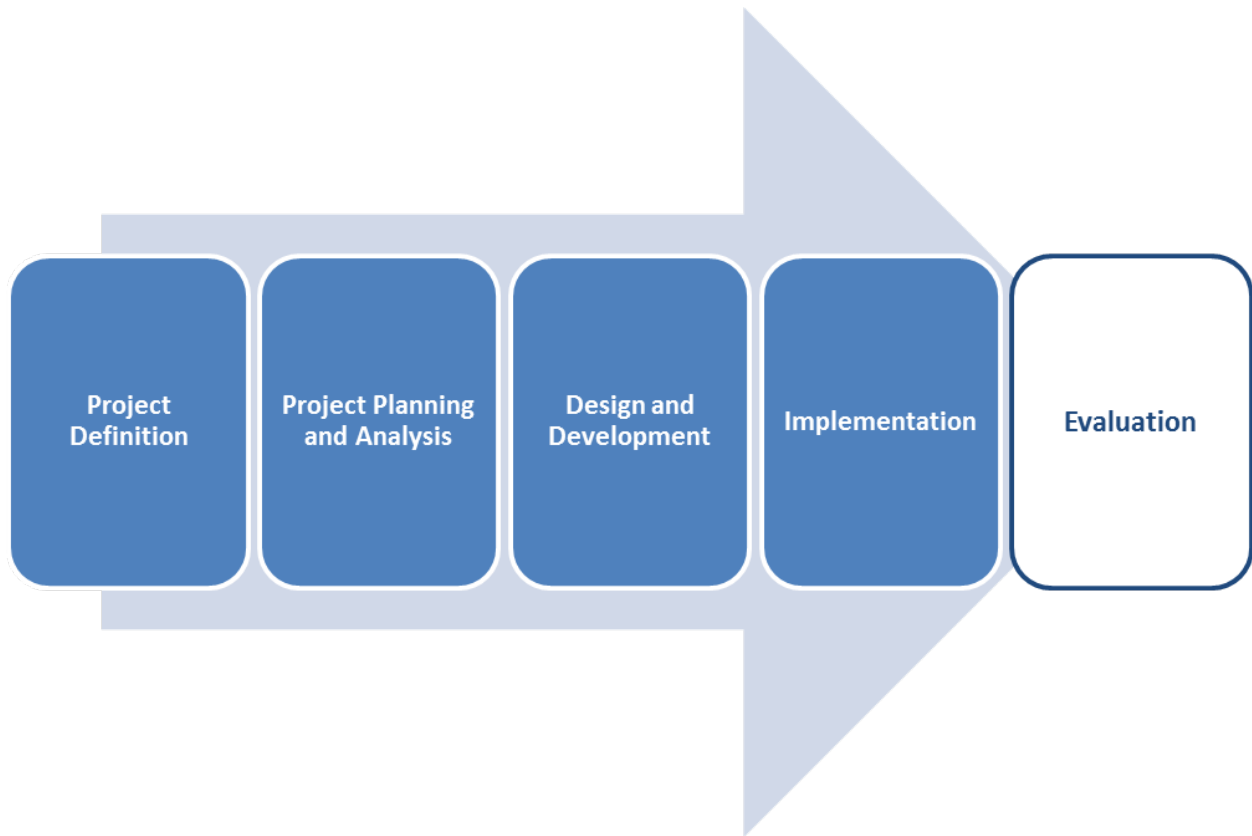 Project
Definition
Project Planning
and Analysis
Design and
Development
Implementation
Evaluation